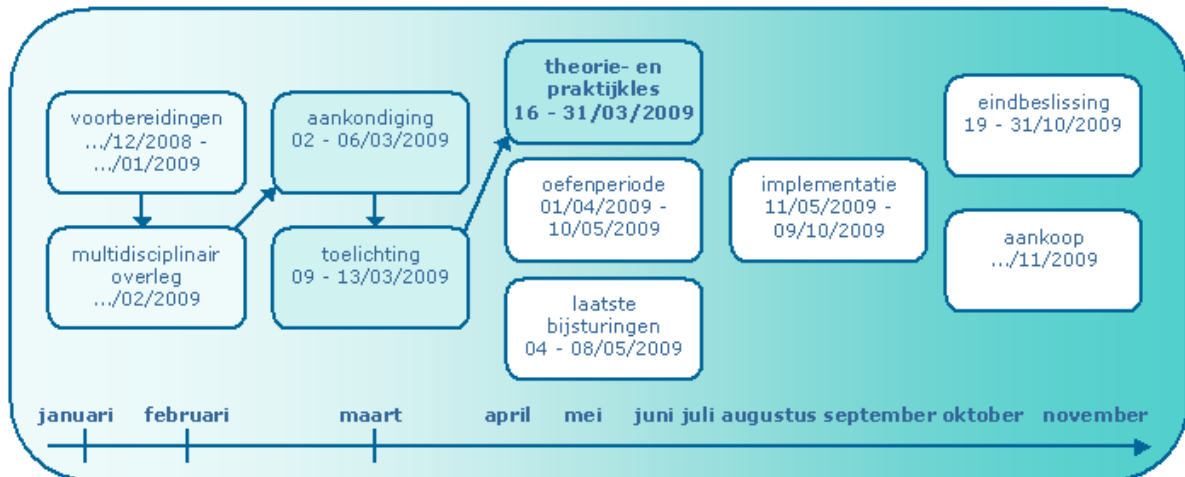 voorbereidingen
.../12/2008 -
.../01/2009
multidisciplinair
overleg
.../02/2009
aankondiging
02 - 06/03/2009
toelichting
09 - 13/03/2009
theorie- en
praktijkles
16 - 31/03/2009
oefenperiode
01/04/2009 -
10/05/2009
laatste
bijsturingen
04 - 08/05/2009
implementatie
11/05/2009 -
09/10/2009
eindbeslissing
19 - 31/10/2009
aankoop
.../11/2009
januari februari maart april mei juni juli augustus september oktober november